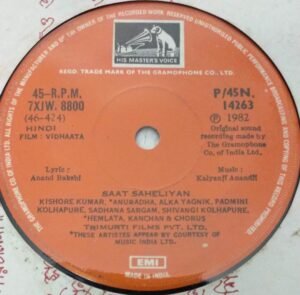 HIS MASTER'S VOICE
REGD. TRADE MARK OF THE GRAMOPHONE CO., LTD.
45-R.P.M.
7XJW. 8800
(46-424)
HINDI
FILM : VIDHAATA
P/45N.
14263
℗ 1982
Original sound
recording made by
The Gramophone
Co, of India Ltd.
Lyric :
Anand Bakshi
Music :
Kalyanji Anandji
SAAT SAHELIYAN
KISHORE KUMAR, *ANURADHA, ALKA YAGNIK, PADMINI
KOLHAPURE, SADHANA SARGAM, SHIVANGI KOLHAPURE,
*HEMLATA, KANCHAN & CHORUS
TRIMURTI FILMS PVT. LTD.
*THESE ARTISTES APPEAR BY COURTESY OF
MUSIC INDIA LTD.
EMI
MADE IN INDIA